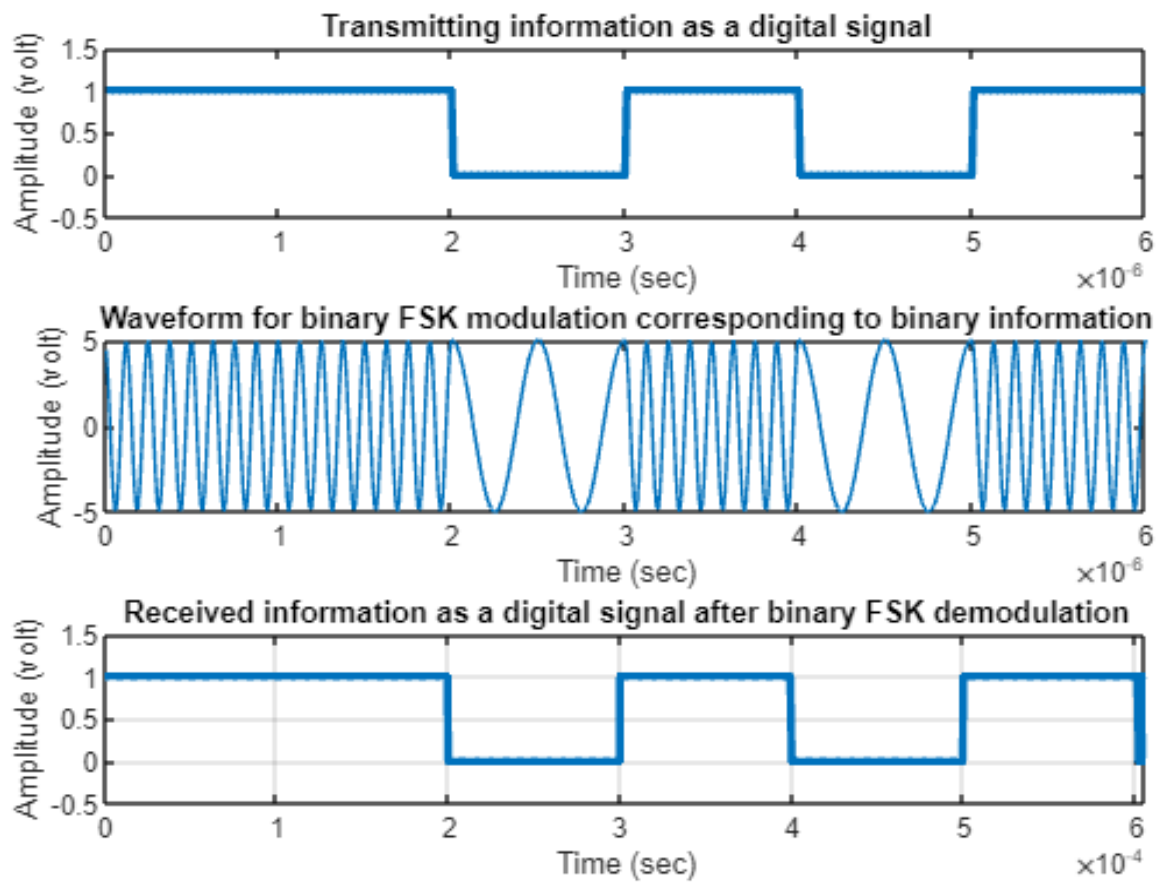 Transmitting information as a digital signal
Amplitude (volt)
1.5
1
0.5
0
-0.5
0 1 2 3 4 5 6
Time (sec)
×10⁻⁶
Waveform for binary FSK modulation corresponding to binary information
Amplitude (volt)
5
0
-5
0 1 2 3 4 5 6
Time (sec)
×10⁻⁶
Received information as a digital signal after binary FSK demodulation
Amplitude (volt)
1.5
1
0.5
0
-0.5
0 1 2 3 4 5 6
Time (sec)
×10⁻⁴